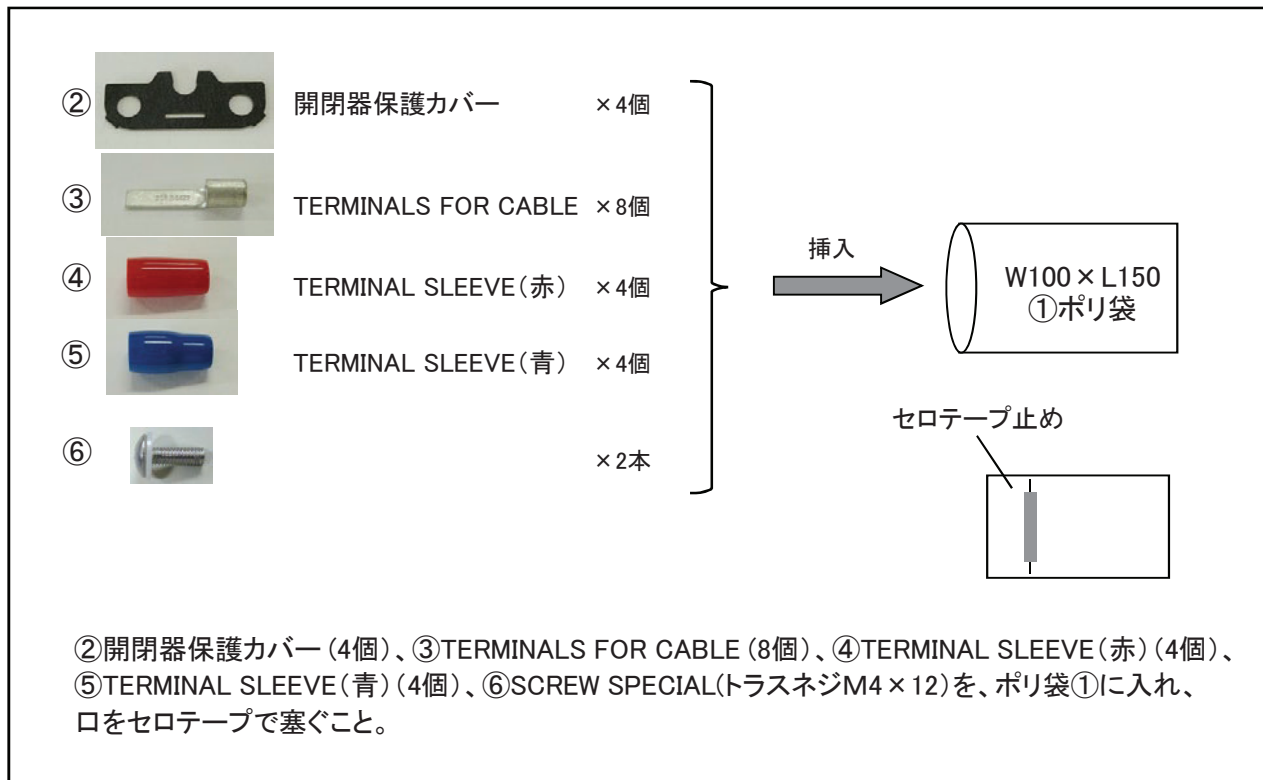 ② 開閉器保護カバー ×4個
③ TERMINALS FOR CABLE ×8個
④ TERMINAL SLEEVE(赤) ×4個
⑤ TERMINAL SLEEVE(青) ×4個
⑥ ×2本
挿入
W100×L150
①ポリ袋
セロテープ止め
②開閉器保護カバー(4個)、③TERMINALS FOR CABLE(8個)、④TERMINAL SLEEVE(赤)(4個)、
⑤TERMINAL SLEEVE(青)(4個)、⑥SCREW SPECIAL(トラスネジM4×12)を、ポリ袋①に入れ、
口をセロテープで塞ぐこと。